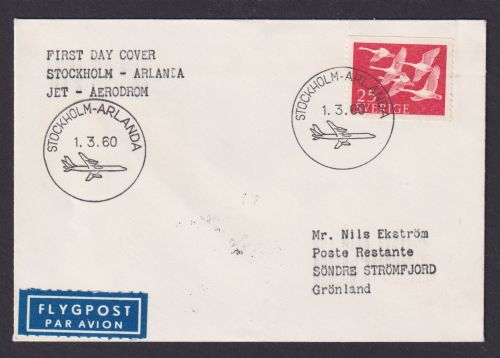 FIRST DAY COVER
STOCKHOLM - ARLANDA
JET - AERODROM
STOCKHOLM-ARLANDA
1.3.60
STOCKHOLM-ARLANDA
1.3.60
25
SVERIGE
Mr. Nils Ekström
Poste Restante
SÖNDRE STRÖMFJORD
Grönland
FLYGPOST
PAR AVION